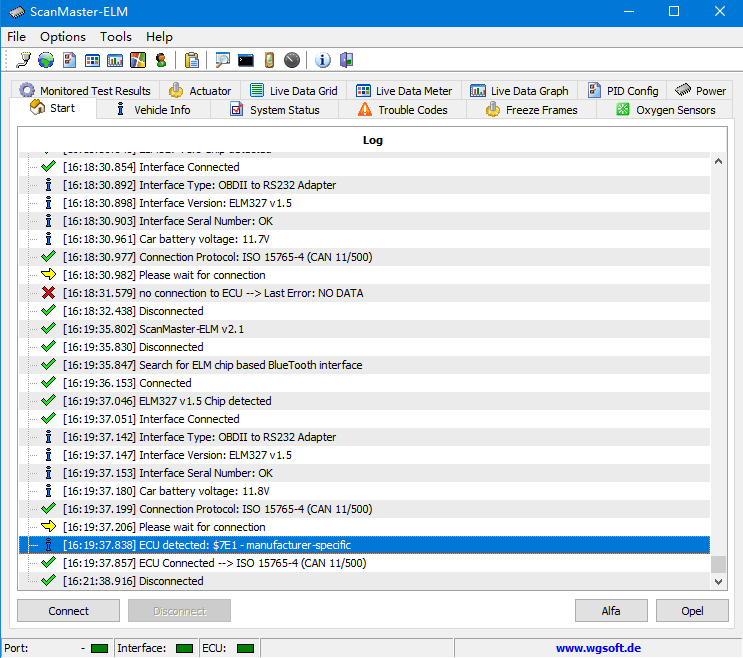 ScanMaster-ELM
File Options Tools Help
Monitored Test Results Actuator Live Data Grid Live Data Meter Live Data Graph PID Config Power
Start Vehicle Info System Status Trouble Codes Freeze Frames Oxygen Sensors
Log
[16:18:30.854] Interface Connected
[16:18:30.892] Interface Type: OBDII to RS232 Adapter
[16:18:30.898] Interface Version: ELM327 v1.5
[16:18:30.903] Interface Seral Number: OK
[16:18:30.961] Car battery voltage: 11.7V
[16:18:30.977] Connection Protocol: ISO 15765-4 (CAN 11/500)
[16:18:30.982] Please wait for connection
[16:18:31.579] no connection to ECU --> Last Error: NO DATA
[16:18:32.438] Disconnected
[16:19:35.802] ScanMaster-ELM v2.1
[16:19:35.830] Disconnected
[16:19:35.847] Search for ELM chip based BlueTooth interface
[16:19:36.153] Connected
[16:19:37.046] ELM327 v1.5 Chip detected
[16:19:37.051] Interface Connected
[16:19:37.142] Interface Type: OBDII to RS232 Adapter
[16:19:37.147] Interface Version: ELM327 v1.5
[16:19:37.153] Interface Seral Number: OK
[16:19:37.180] Car battery voltage: 11.8V
[16:19:37.199] Connection Protocol: ISO 15765-4 (CAN 11/500)
[16:19:37.206] Please wait for connection
[16:19:37.838] ECU detected: $7E1 - manufacturer-specific
[16:19:37.857] ECU Connected --> ISO 15765-4 (CAN 11/500)
[16:21:38.916] Disconnected
Connect Disconnect Alfa Opel
Port: - Interface: ECU: www.wgsoft.de